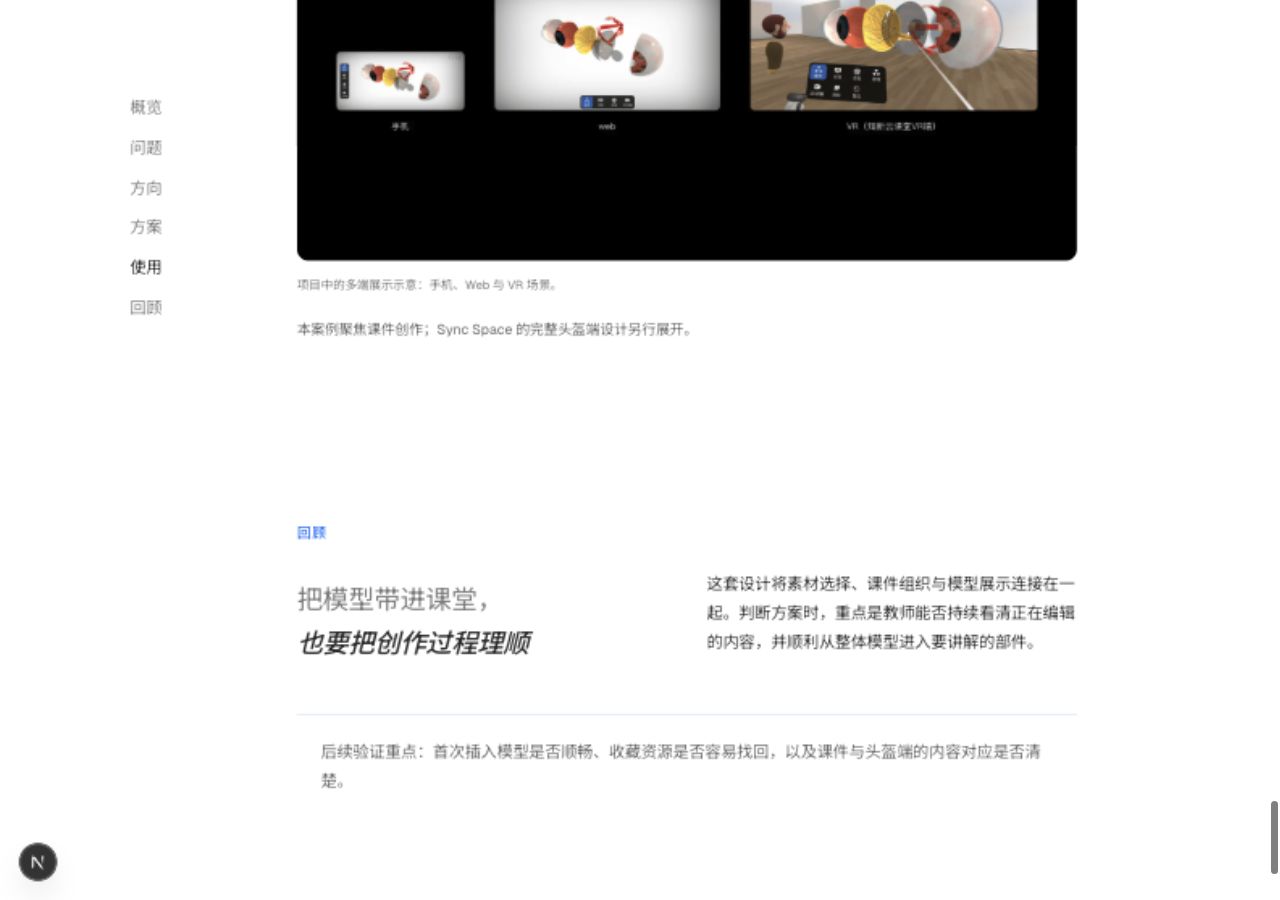 概览
问题
方向
方案
使用
回顾
手机
web
VR（知新云课堂VR端）
项目中的多端展示示意：手机、Web 与 VR 场景。
本案例聚焦课件创作；Sync Space 的完整头盔端设计另行展开。
回顾
把模型带进课堂，
也要把创作过程理顺
这套设计将素材选择、课件组织与模型展示连接在一
起。判断方案时，重点是教师能否持续看清正在编辑
的内容，并顺利从整体模型进入要讲解的部件。
后续验证重点：首次插入模型是否顺畅、收藏资源是否容易找回，以及课件与头盔端的内容对应是否清
楚。
N